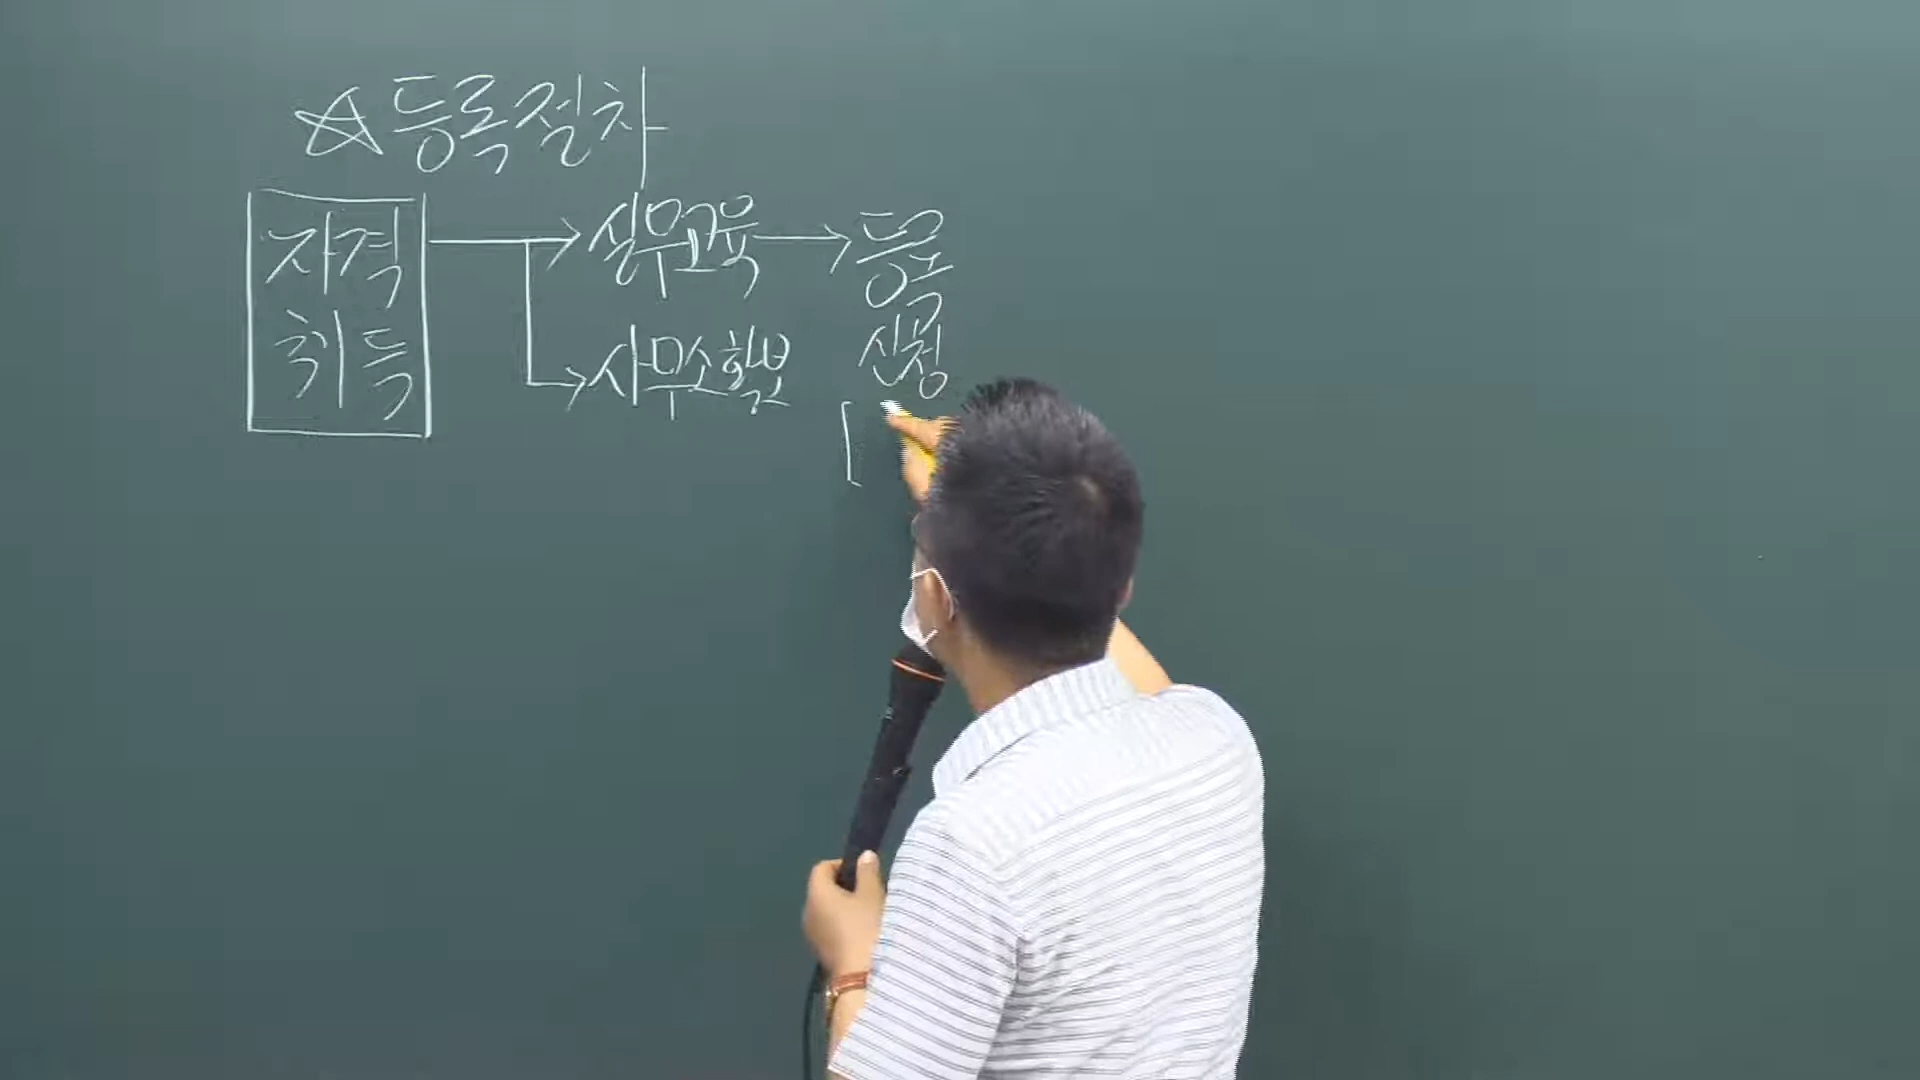 ☆등록절차
자격
취득
→ 실무교육 → 등록
신청
→ 사무소확보
[